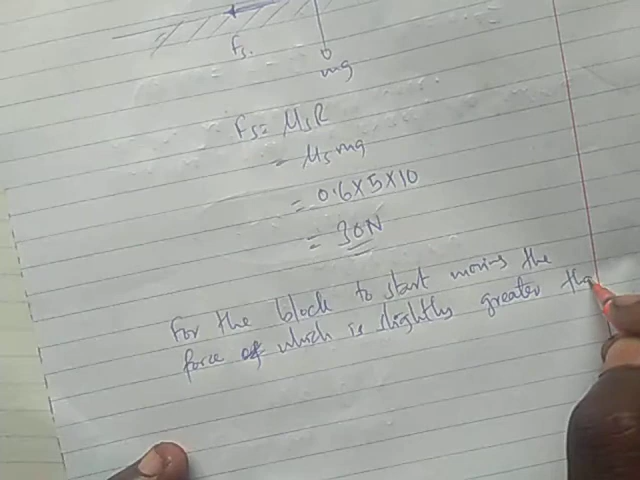 Fs.
mg
Fs = μsR
= μsmg
= 0.6×5×10
= 30N
For the block to start moving the
force of which is slightly greater tha